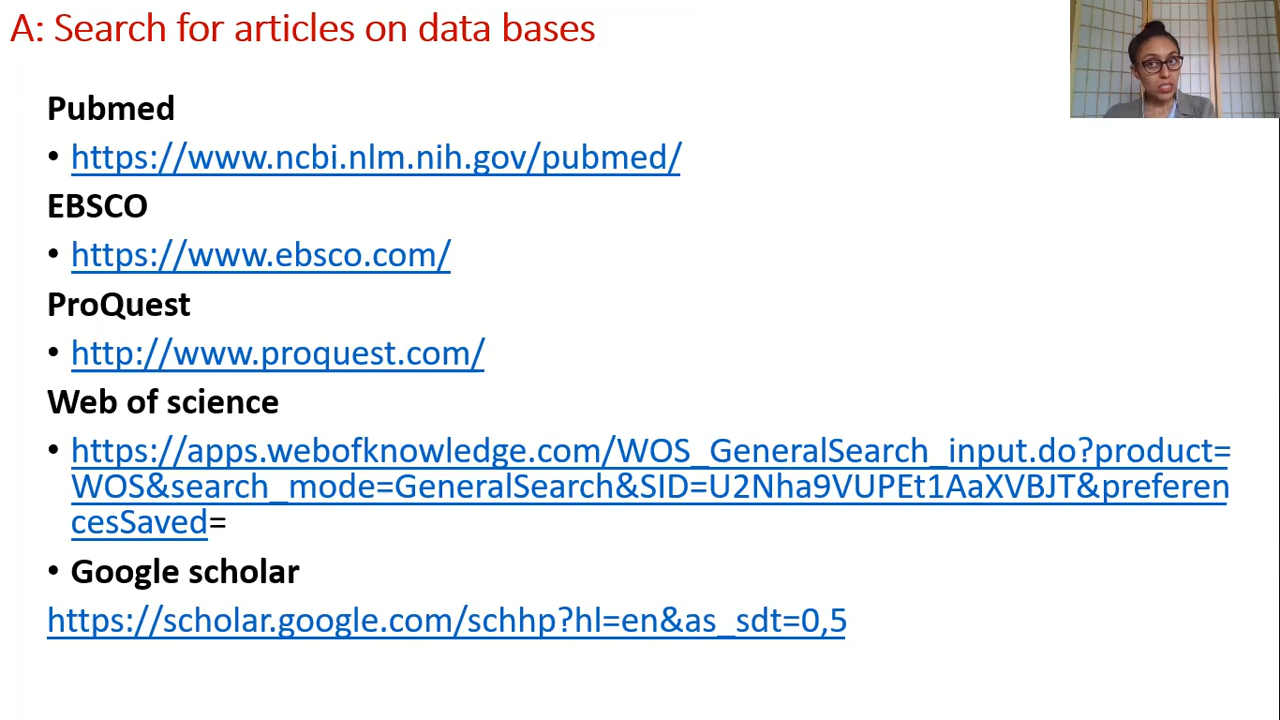 A: Search for articles on data bases
Pubmed
• https://www.ncbi.nlm.nih.gov/pubmed/
EBSCO
• https://www.ebsco.com/
ProQuest
• http://www.proquest.com/
Web of science
• https://apps.webofknowledge.com/WOS_GeneralSearch_input.do?product=
WOS&search_mode=GeneralSearch&SID=U2Nha9VUPEt1AaXVBJT&preferen
cesSaved=
• Google scholar
https://scholar.google.com/schhp?hl=en&as_sdt=0,5